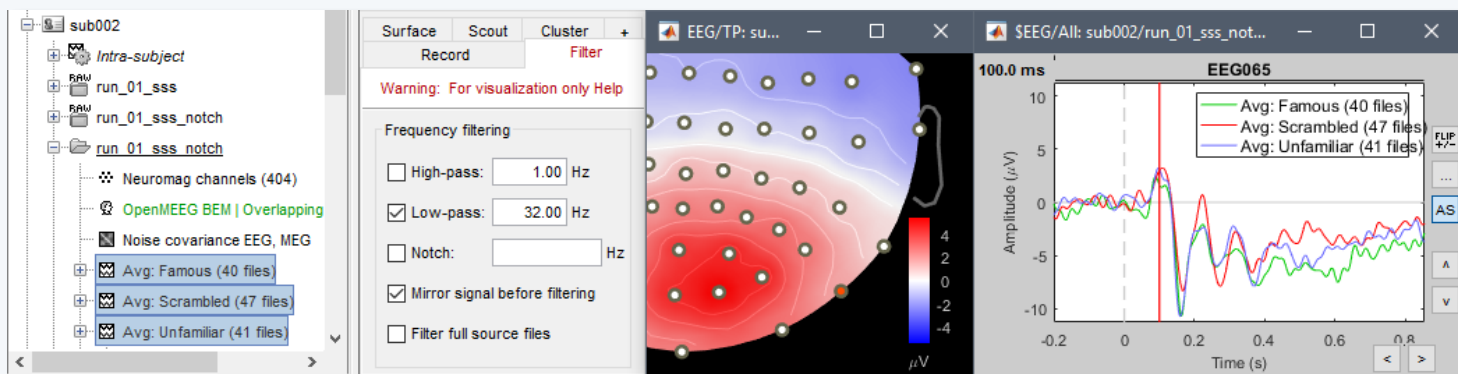 sub002
Intra-subject
RAW
run_01_sss
RAW
run_01_sss_notch
run_01_sss_notch
Neuromag channels (404)
OpenMEEG BEM | Overlapping
Noise covariance EEG, MEG
Avg: Famous (40 files)
Avg: Scrambled (47 files)
Avg: Unfamiliar (41 files)
Surface Scout Cluster +
Record Filter
Warning: For visualization only Help
Frequency filtering
High-pass: 1.00 Hz
Low-pass: 32.00 Hz
Notch: Hz
Mirror signal before filtering
Filter full source files
EEG/TP: su...
4
2
0
-2
-4
μV
$EEG/All: sub002/run_01_sss_not...
100.0 ms EEG065
Avg: Famous (40 files)
Avg: Scrambled (47 files)
Avg: Unfamiliar (41 files)
Amplitude (μV)
10
5
0
-5
-10
-0.2 0 0.2 0.4 0.6 0.8
Time (s)
FLIP
+/-
...
AS
∧
∨
< >